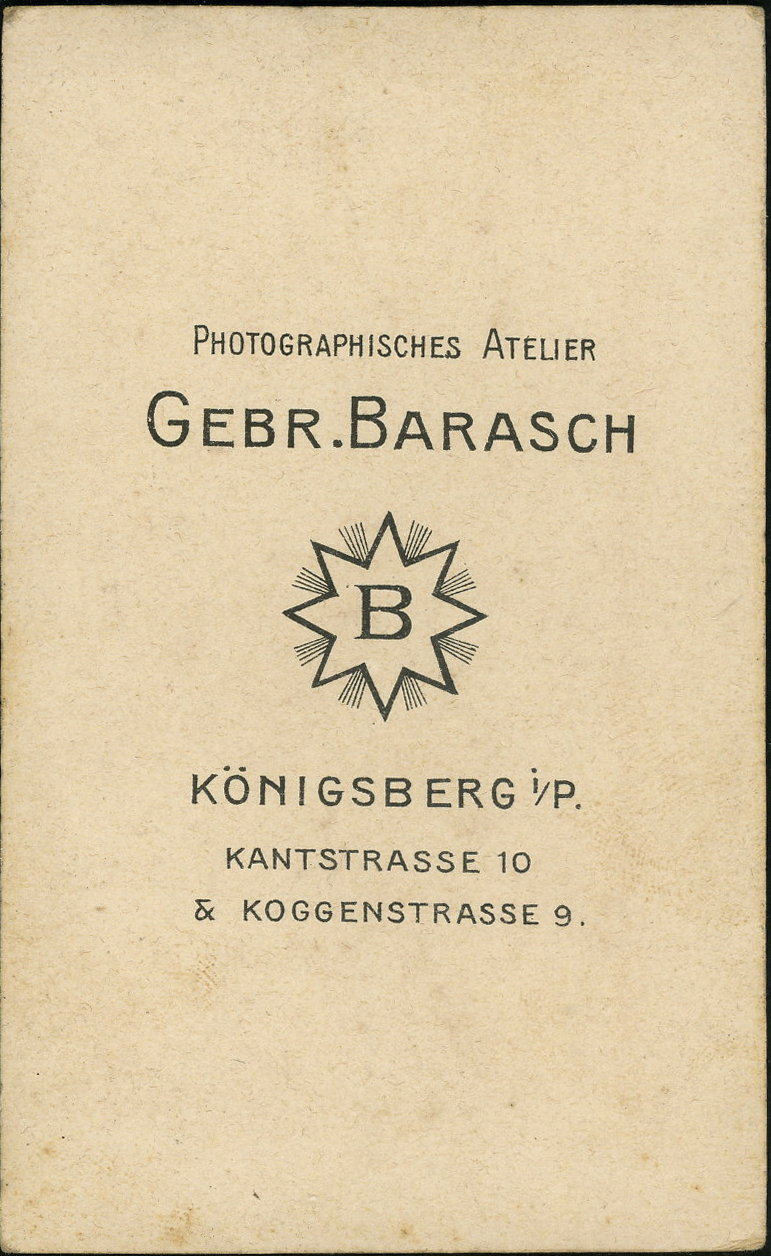 PHOTOGRAPHISCHES ATELIER
GEBR. BARASCH
B
KÖNIGSBERG i/P.
KANTSTRASSE 10
& KOGGENSTRASSE 9.